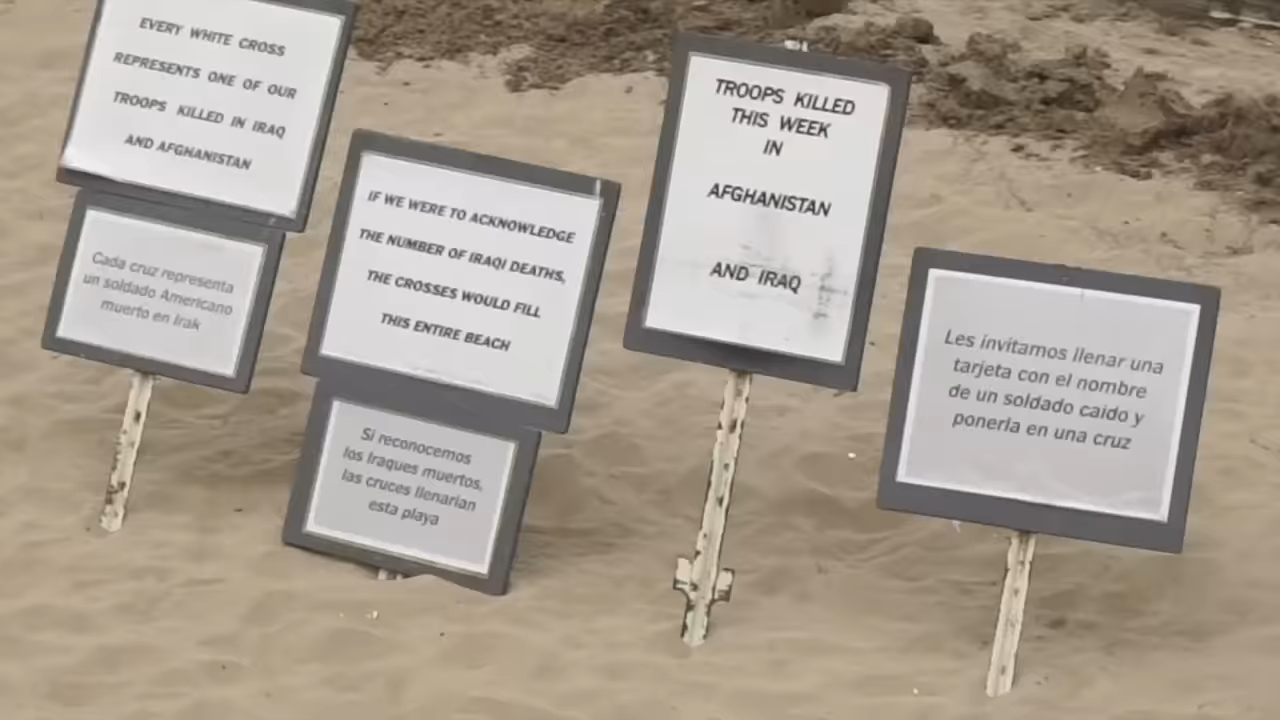 EVERY WHITE CROSS
REPRESENTS ONE OF OUR
TROOPS KILLED IN IRAQ
AND AFGHANISTAN
Cada cruz representa
un soldado Americano
muerto en Irak
IF WE WERE TO ACKNOWLEDGE
THE NUMBER OF IRAQI DEATHS,
THE CROSSES WOULD FILL
THIS ENTIRE BEACH
Si reconocemos
los Iraques muertos,
las cruces llenarian
esta playa
TROOPS KILLED
THIS WEEK
IN
AFGHANISTAN
AND IRAQ
Les invitamos llenar una
tarjeta con el nombre
de un soldado caido y
ponerla en una cruz